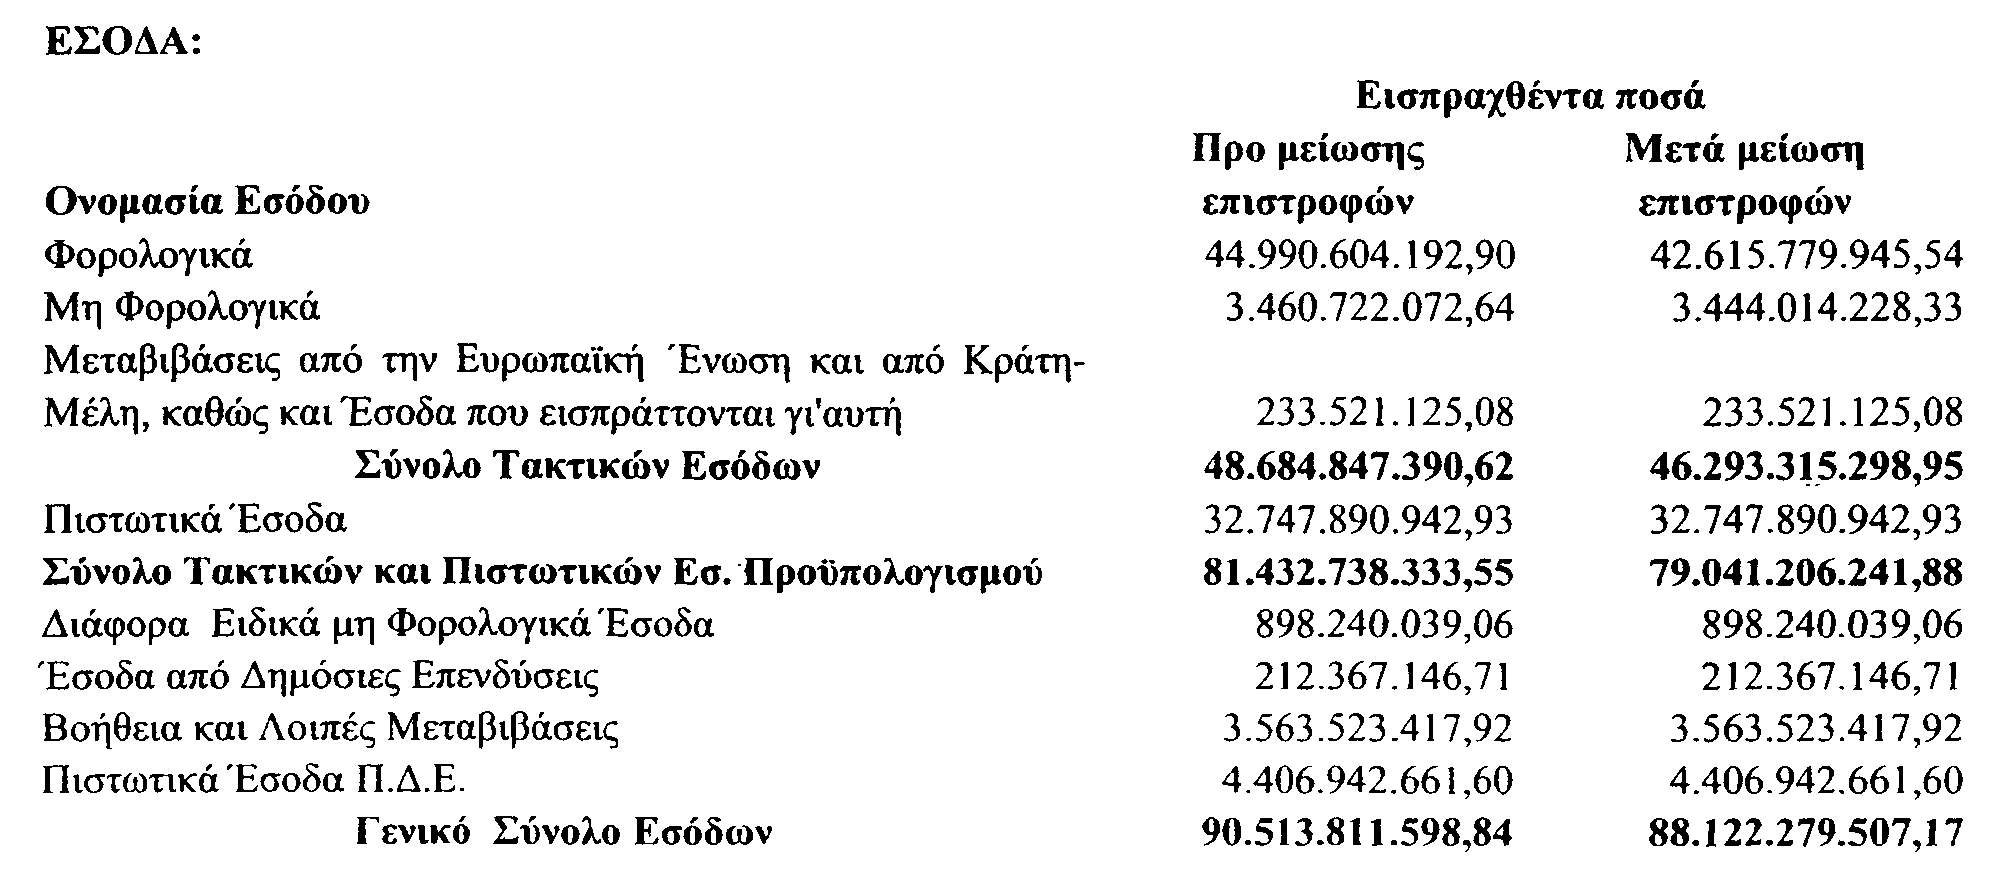 ΕΣΟΔΑ:
Εισπραχθέντα ποσά
Προ μείωσης Μετά μείωση
Ονομασία Εσόδου επιστροφών επιστροφών
Φορολογικά 44.990.604.192,90 42.615.779.945,54
Μη Φορολογικά 3.460.722.072,64 3.444.014.228,33
Μεταβιβάσεις από την Ευρωπαϊκή Ένωση και από Κράτη-
Μέλη, καθώς και Έσοδα που εισπράττονται γι'αυτή 233.521.125,08 233.521.125,08
Σύνολο Τακτικών Εσόδων 48.684.847.390,62 46.293.315.298,95
Πιστωτικά Έσοδα 32.747.890.942,93 32.747.890.942,93
Σύνολο Τακτικών και Πιστωτικών Εσ. Προϋπολογισμού 81.432.738.333,55 79.041.206.241,88
Διάφορα Ειδικά μη Φορολογικά Έσοδα 898.240.039,06 898.240.039,06
Έσοδα από Δημόσιες Επενδύσεις 212.367.146,71 212.367.146,71
Βοήθεια και Λοιπές Μεταβιβάσεις 3.563.523.417,92 3.563.523.417,92
Πιστωτικά Έσοδα Π.Δ.Ε. 4.406.942.661,60 4.406.942.661,60
Γενικό Σύνολο Εσόδων 90.513.811.598,84 88.122.279.507,17